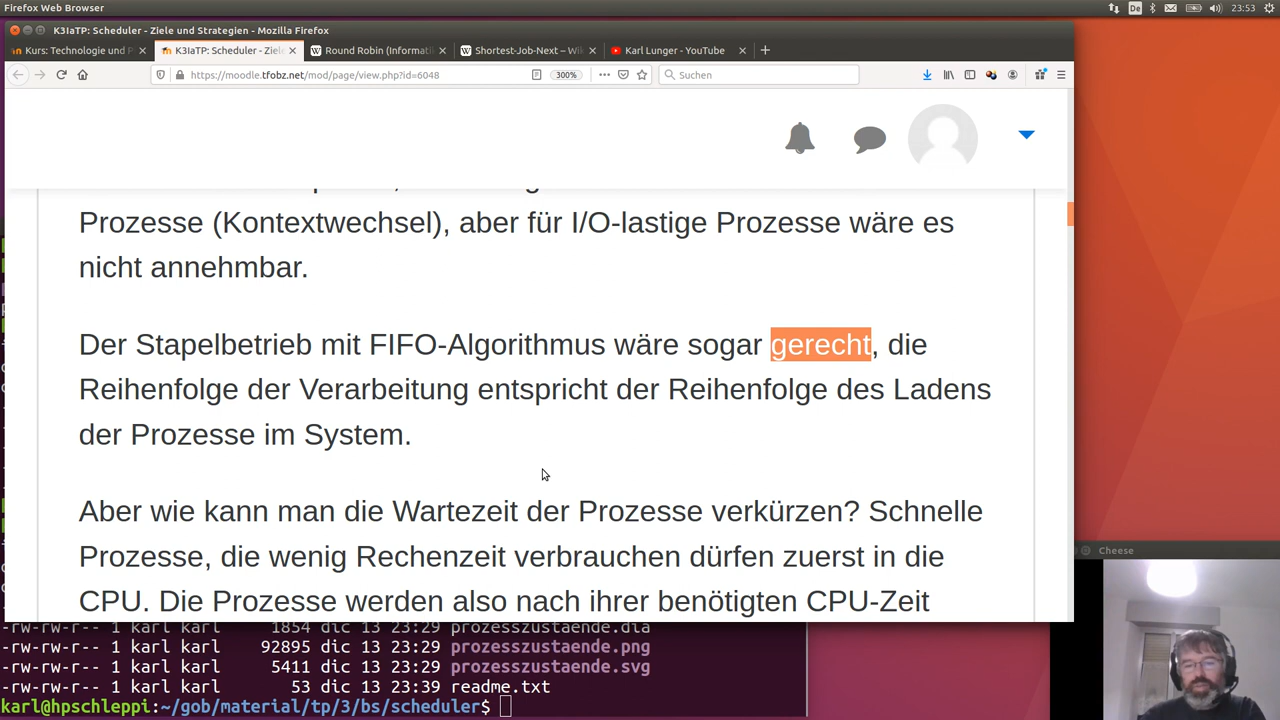 Firefox Web Browser
De
23:53
K3IaTP: Scheduler - Ziele und Strategien - Mozilla Firefox
Kurs: Technologie und P
K3IaTP: Scheduler - Ziele
Round Robin (Informati
Shortest-Job-Next – Wi
Karl Lunger - YouTube
https://moodle.tfobz.net/mod/page/view.php?id=6048
300%
Suchen
Prozesse (Kontextwechsel), aber für I/O-lastige Prozesse wäre es
nicht annehmbar.
Der Stapelbetrieb mit FIFO-Algorithmus wäre sogar gerecht, die
Reihenfolge der Verarbeitung entspricht der Reihenfolge des Ladens
der Prozesse im System.
Aber wie kann man die Wartezeit der Prozesse verkürzen? Schnelle
Prozesse, die wenig Rechenzeit verbrauchen dürfen zuerst in die
CPU. Die Prozesse werden also nach ihrer benötigten CPU-Zeit
Cheese
-rw-rw-r-- 1 karl karl 1854 dic 13 23:29 prozesszustaende.dia
-rw-rw-r-- 1 karl karl 92895 dic 13 23:29 prozesszustaende.png
-rw-rw-r-- 1 karl karl 5411 dic 13 23:29 prozesszustaende.svg
-rw-rw-r-- 1 karl karl 53 dic 13 23:39 readme.txt
karl@hpschleppi:~/gob/material/tp/3/bs/scheduler$